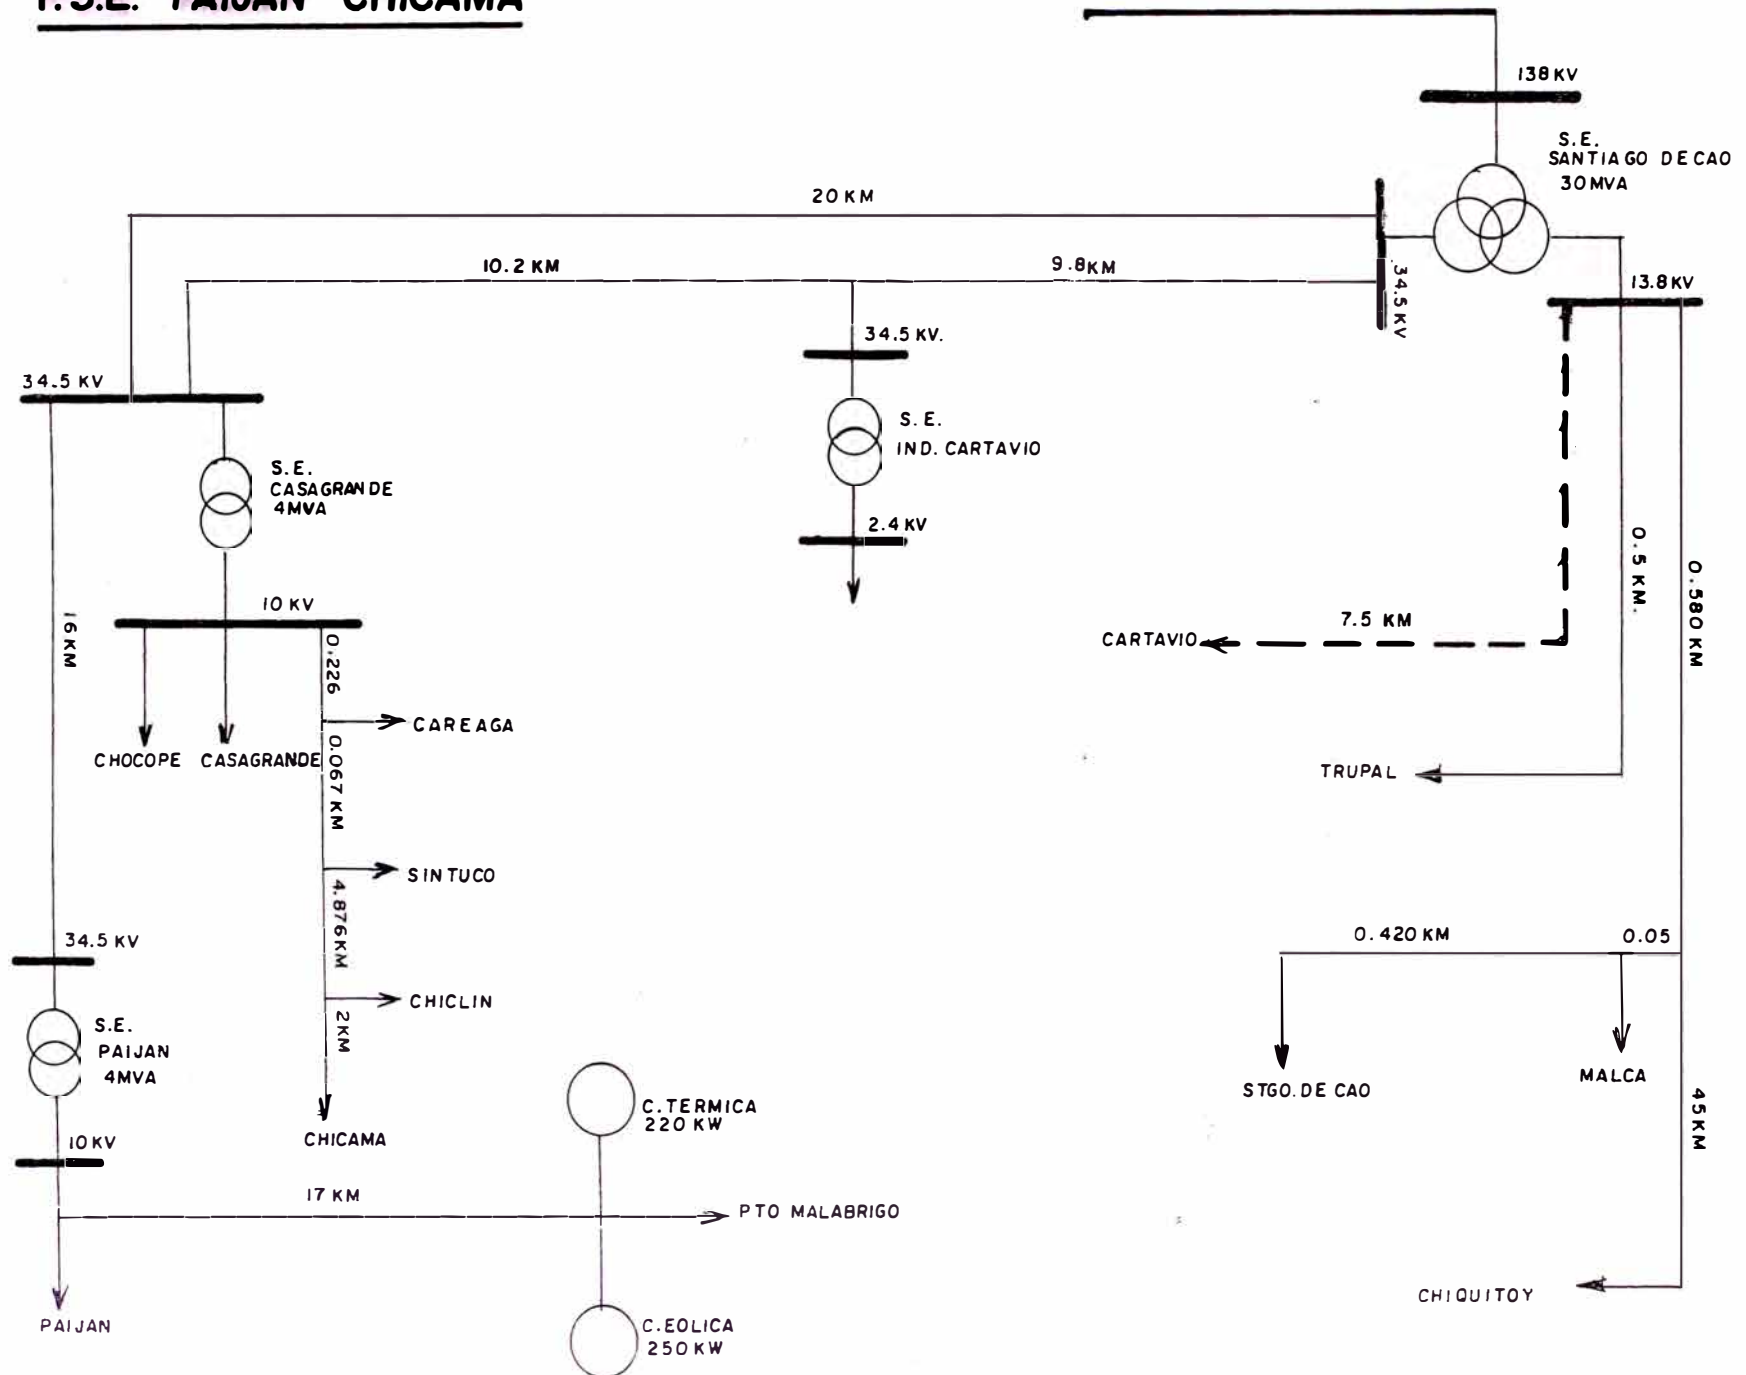 P.S.E. PAIJAN CHICAMA
138 KV
S.E.
SANTIAGO DE CAO
30 MVA
20 KM
10.2 KM
9.8 KM
34.5 KV
13.8 KV
34.5 KV.
34.5 KV
S.E.
IND. CARTAVIO
S.E.
CASAGRANDE
4 MVA
2.4 KV
0.5 KM.
0.580 KM
10 KV
16 KM
0.226
7.5 KM
CARTAVIO
CAREAGA
CHOCOPE
CASAGRANDE
0.067 KM
TRUPAL
SINTUCO
4.876 KM
34.5 KV
0.420 KM
0.05
CHICLIN
2 KM
S.E.
PAIJAN
4 MVA
STGO. DE CAO
MALCA
45 KM
C. TERMICA
220 KW
CHICAMA
10 KV
17 KM
PTO MALABRIGO
CHIQUITOY
PAIJAN
C. EOLICA
250 KW